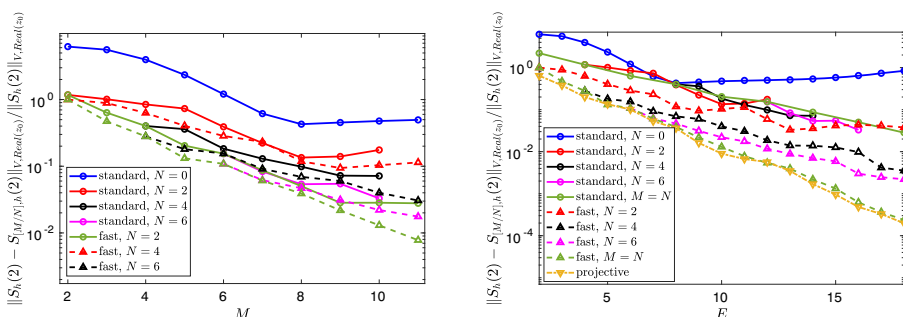 ||S_h(2) − S_{[M/N],h}(2)||_{V,Real(z_0)}/||S_h(2)||_{V,Real(z_0)}
10^0
10^{-1}
10^{-2}
standard, N = 0
standard, N = 2
standard, N = 4
standard, N = 6
fast, N = 2
fast, N = 4
fast, N = 6
2 4 6 8 10
M
||S_h(2) − S_{[M/N],h}(2)||_{V,Real(z_0)}/||S_h(2)||_{V,Real(z_0)}
10^0
10^{-2}
10^{-4}
standard, N = 0
standard, N = 2
standard, N = 4
standard, N = 6
standard, M = N
fast, N = 2
fast, N = 4
fast, N = 6
fast, M = N
projective
5 10 15
E